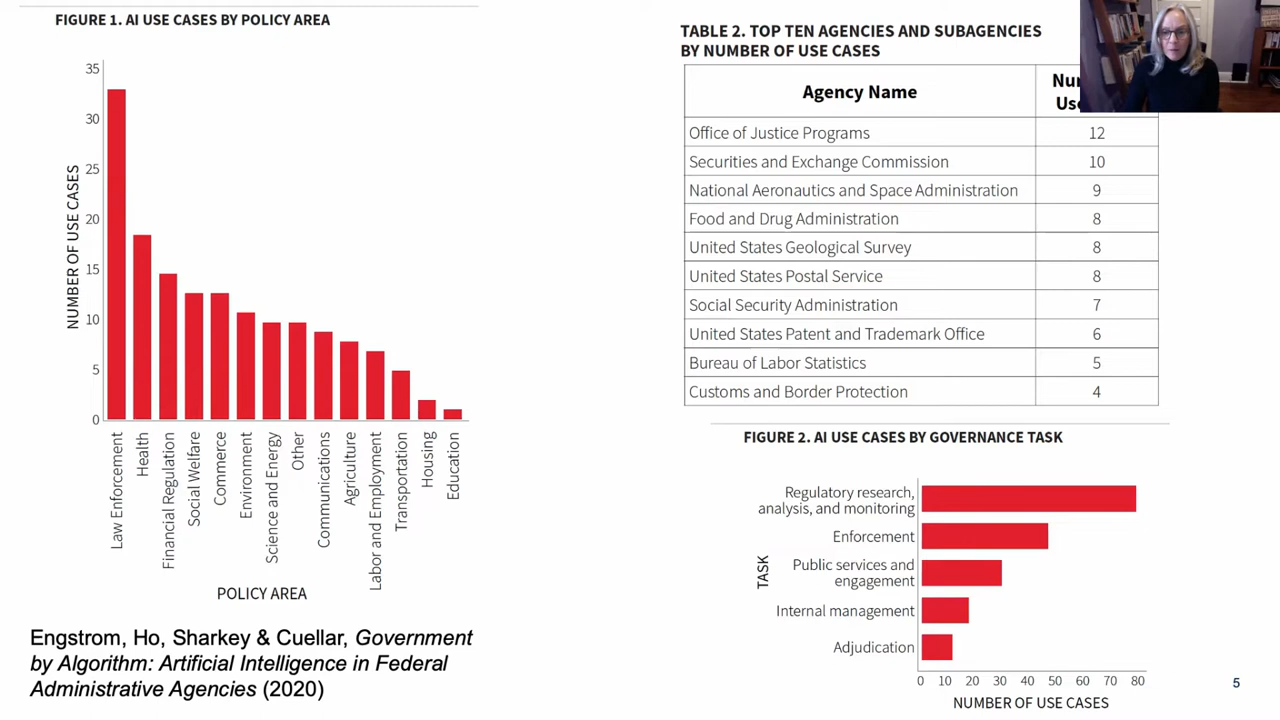 FIGURE 1. AI USE CASES BY POLICY AREA
35
30
25
20
15
10
5
0
NUMBER OF USE CASES
Law Enforcement
Health
Financial Regulation
Social Welfare
Commerce
Environment
Science and Energy
Other
Communications
Agriculture
Labor and Employment
Transportation
Housing
Education
POLICY AREA
Engstrom, Ho, Sharkey & Cuellar, Government
by Algorithm: Artificial Intelligence in Federal
Administrative Agencies (2020)
TABLE 2. TOP TEN AGENCIES AND SUBAGENCIES
BY NUMBER OF USE CASES
Agency Name
Office of Justice Programs 12
Securities and Exchange Commission 10
National Aeronautics and Space Administration 9
Food and Drug Administration 8
United States Geological Survey 8
United States Postal Service 8
Social Security Administration 7
United States Patent and Trademark Office 6
Bureau of Labor Statistics 5
Customs and Border Protection 4
FIGURE 2. AI USE CASES BY GOVERNANCE TASK
TASK
Regulatory research,
analysis, and monitoring
Enforcement
Public services and
engagement
Internal management
Adjudication
0 10 20 30 40 50 60 70 80
NUMBER OF USE CASES
5